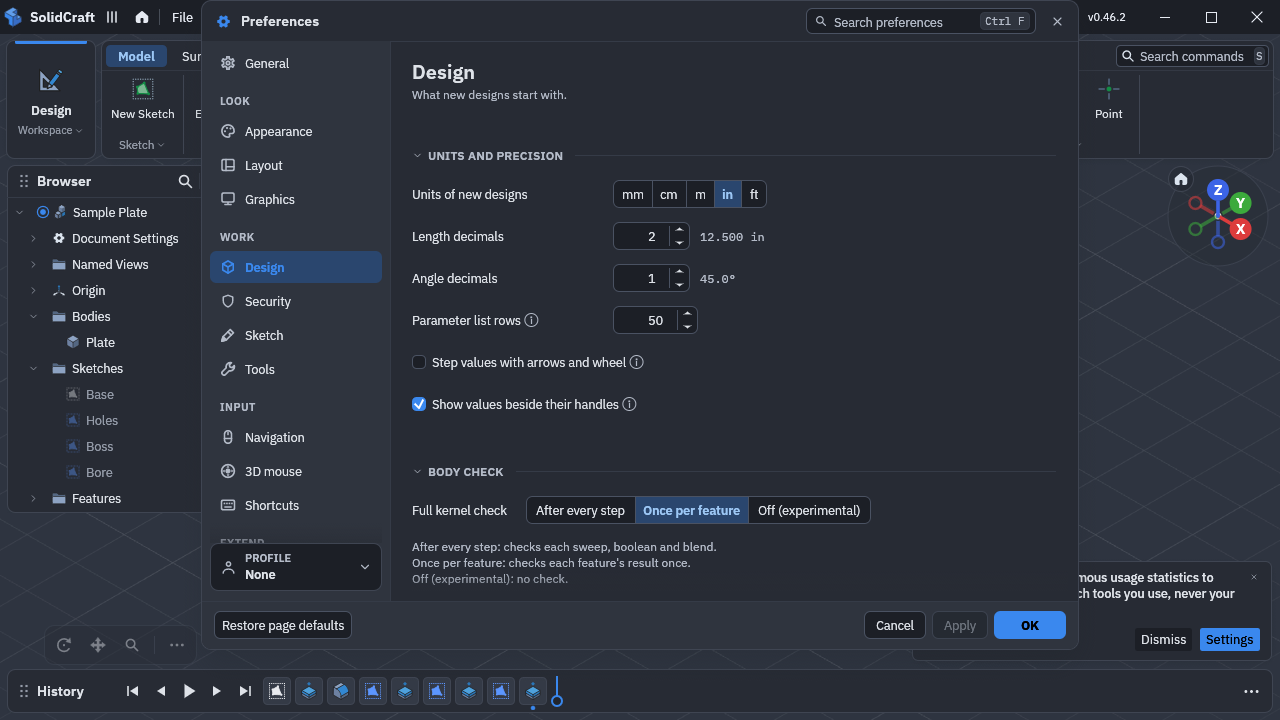 SolidCraft
File
v0.46.2
Preferences
Search preferences
Ctrl F
Model
Search commands
S
Design
Workspace
New Sketch
Sketch
Point
Browser
Sample Plate
Document Settings
Named Views
Origin
Bodies
Plate
Sketches
Base
Holes
Boss
Bore
Features
General
LOOK
Appearance
Layout
Graphics
WORK
Design
Security
Sketch
Tools
INPUT
Navigation
3D mouse
Shortcuts
EXTEND
PROFILE
None
Design
What new designs start with.
UNITS AND PRECISION
Units of new designs
mm cm m in ft
Length decimals
2
12.500 in
Angle decimals
1
45.0°
Parameter list rows
50
Step values with arrows and wheel
Show values beside their handles
BODY CHECK
Full kernel check
After every step
Once per feature
Off (experimental)
After every step: checks each sweep, boolean and blend.
Once per feature: checks each feature's result once.
Off (experimental): no check.
Restore page defaults
Cancel
Apply
OK
Z
Y
X
usage statistics to
tools you use, never your
Dismiss
Settings
History